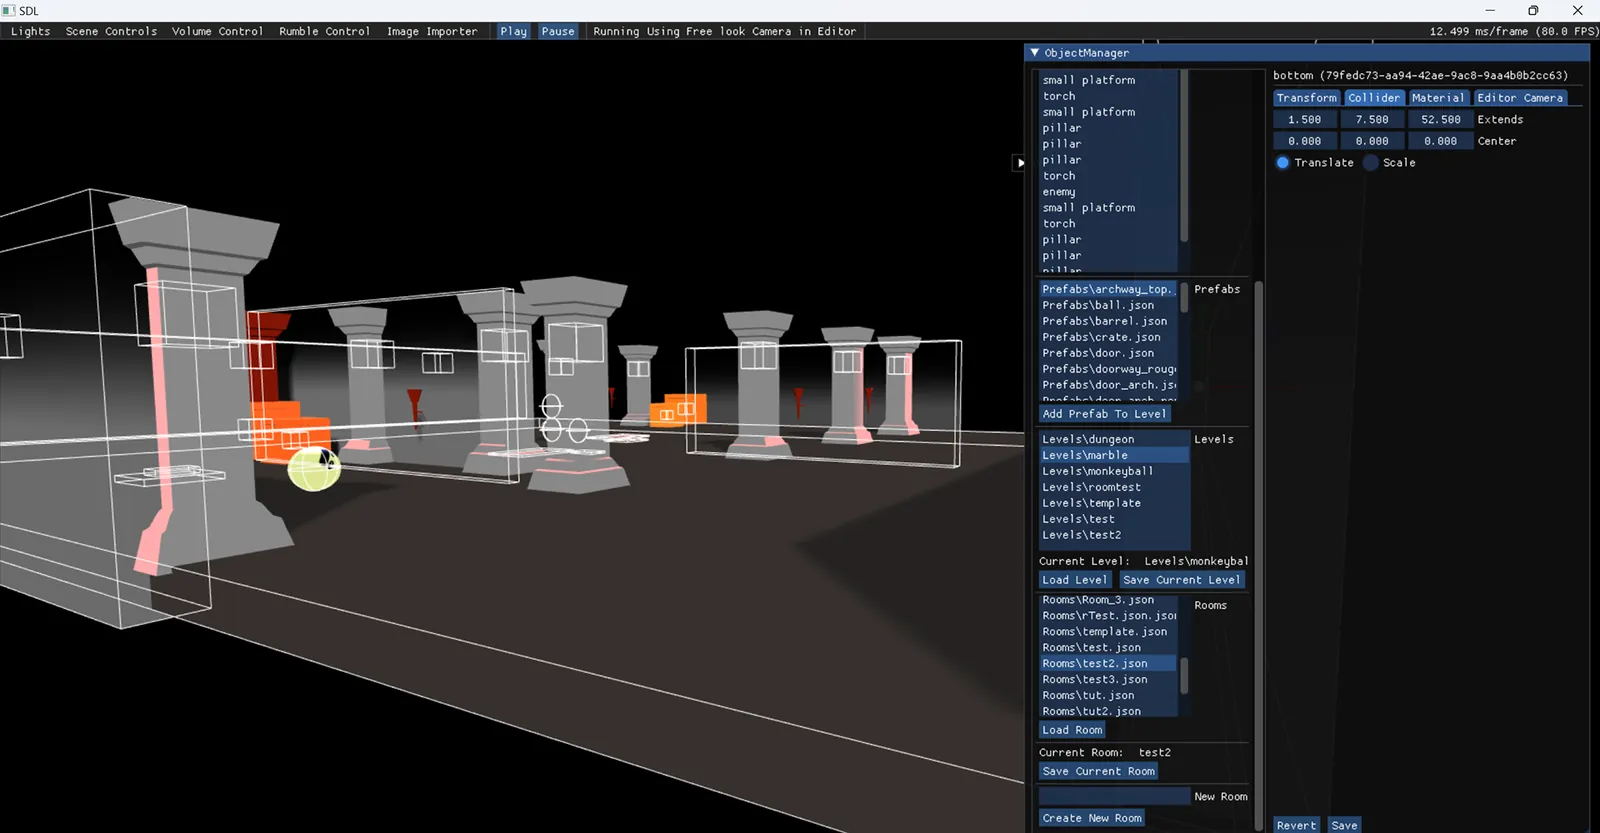 SDL
Lights Scene Controls Volume Control Rumble Control Image Importer Play Pause Running Using Free look Camera in Editor 12.499 ms/frame (80.0 FPS)
ObjectManager
small platform
torch
small platform
pillar
pillar
pillar
torch
enemy
small platform
torch
pillar
pillar
pillar
Prefabs\archway_top.
Prefabs\ball.json
Prefabs\barrel.json
Prefabs\crate.json
Prefabs\door.json
Prefabs\doorway_roug
Prefabs\door_arch.js
Prefabs
Add Prefab To Level
Levels\dungeon
Levels\marble
Levels\monkeyball
Levels\roomtest
Levels\template
Levels\test
Levels\test2
Levels
Current Level: Levels\monkeybal
Load Level Save Current Level
Rooms\Room_3.json
Rooms\rTest.json.jso
Rooms\template.json
Rooms\test.json
Rooms\test2.json
Rooms\test3.json
Rooms\tut.json
Rooms\tut2.json
Rooms
Load Room
Current Room: test2
Save Current Room
New Room
Create New Room
bottom (79fedc73-aa94-42ae-9ac8-9aa4b0b2cc63)
Transform Collider Material Editor Camera
1.500 7.500 52.500 Extends
0.000 0.000 0.000 Center
Translate Scale
Revert Save